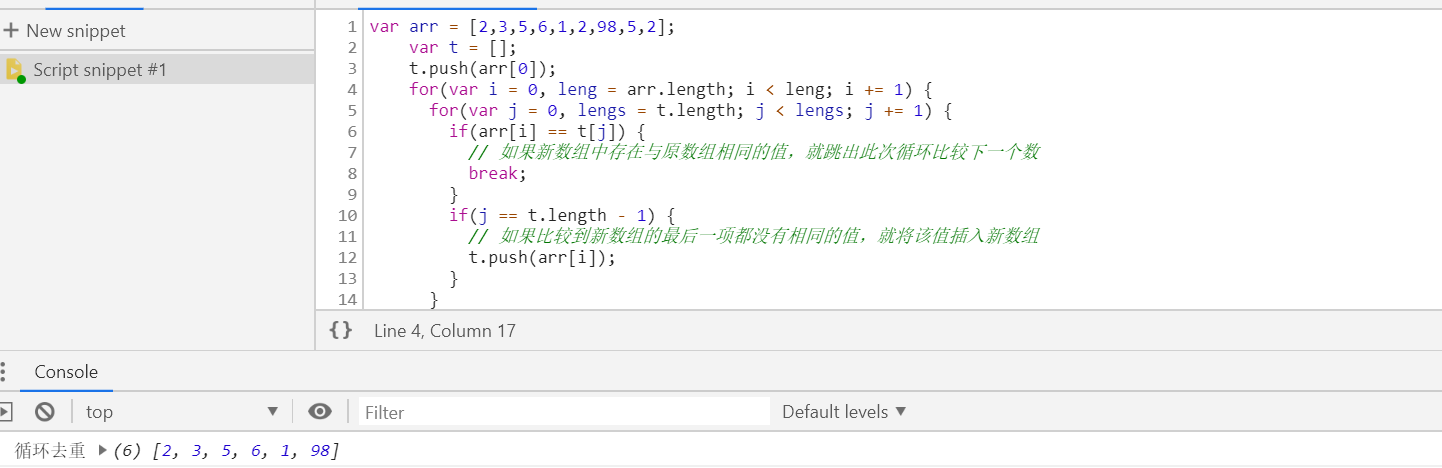 New snippet
Script snippet #1
1 var arr = [2,3,5,6,1,2,98,5,2];
2 var t = [];
3 t.push(arr[0]);
4 for(var i = 0, leng = arr.length; i < leng; i += 1) {
5 for(var j = 0, lengs = t.length; j < lengs; j += 1) {
6 if(arr[i] == t[j]) {
7 // 如果新数组中存在与原数组相同的值，就跳出此次循环比较下一个数
8 break;
9 }
10 if(j == t.length - 1) {
11 // 如果比较到新数组的最后一项都没有相同的值，就将该值插入新数组
12 t.push(arr[i]);
13 }
14 }
{} Line 4, Column 17
Console
top Filter Default levels
循环去重 (6) [2, 3, 5, 6, 1, 98]